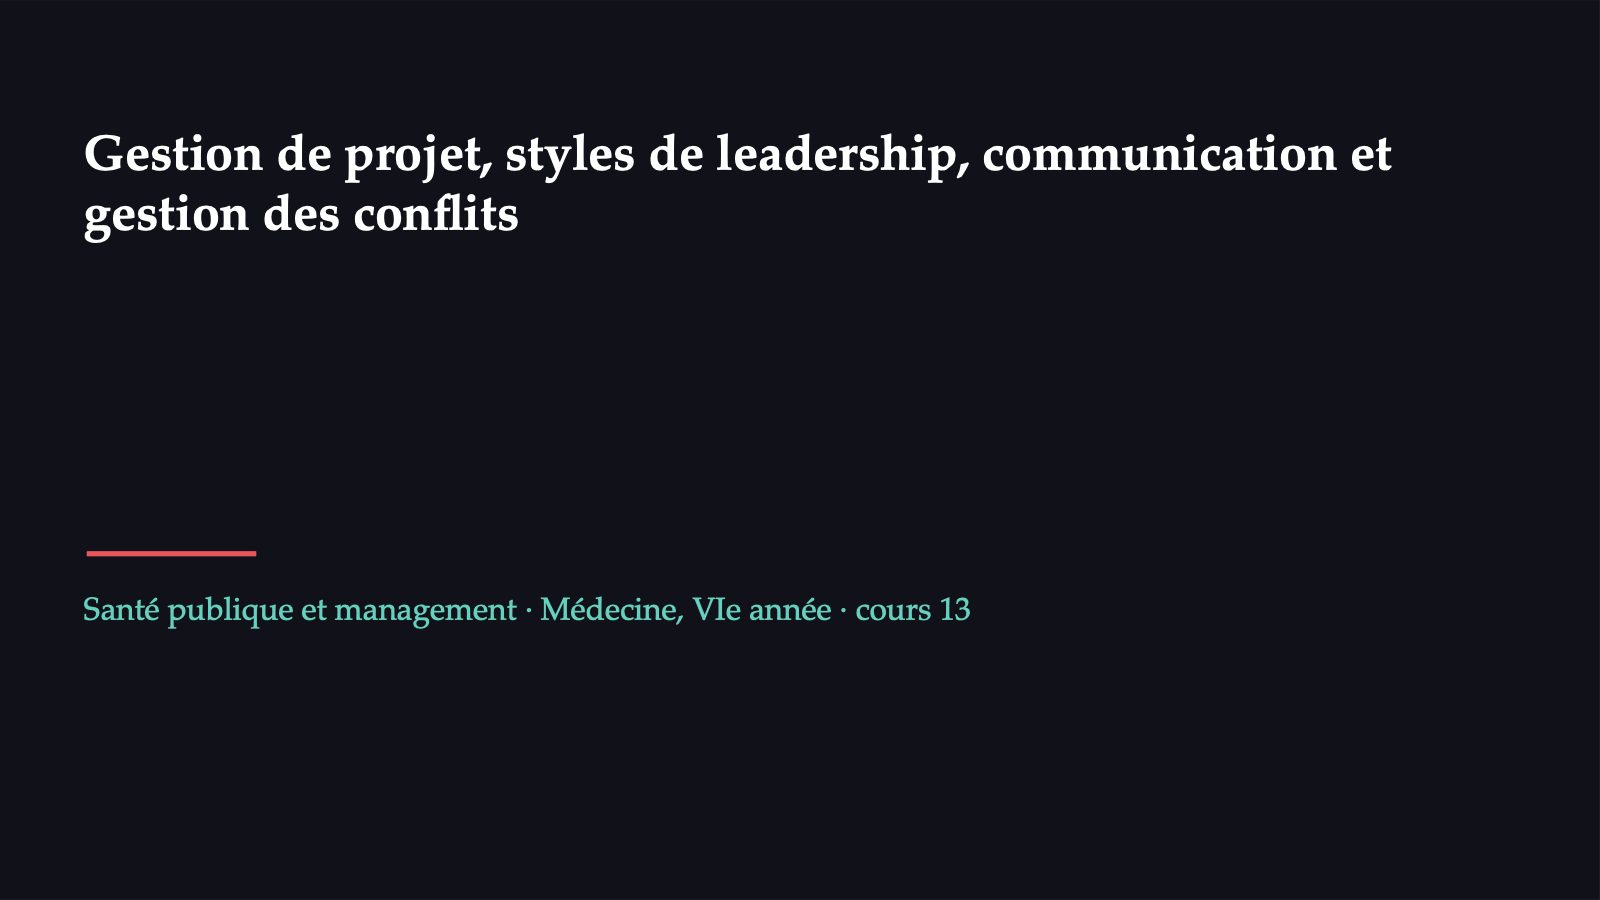 Gestion de projet, styles de leadership, communication et
gestion des conflits
Santé publique et management · Médecine, VIe année · cours 13